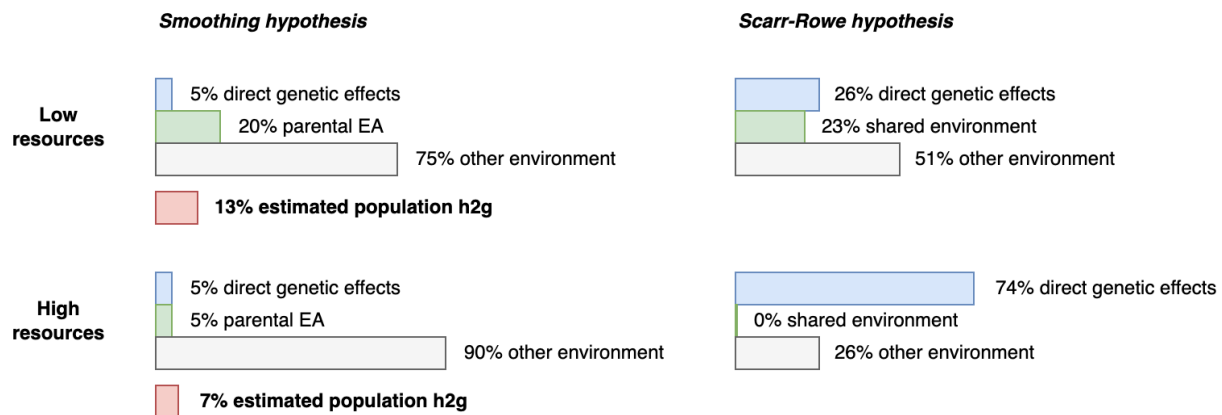 Smoothing hypothesis
Scarr-Rowe hypothesis
Low
resources
5% direct genetic effects
20% parental EA
75% other environment
13% estimated population h2g
26% direct genetic effects
23% shared environment
51% other environment
High
resources
5% direct genetic effects
5% parental EA
90% other environment
7% estimated population h2g
74% direct genetic effects
0% shared environment
26% other environment